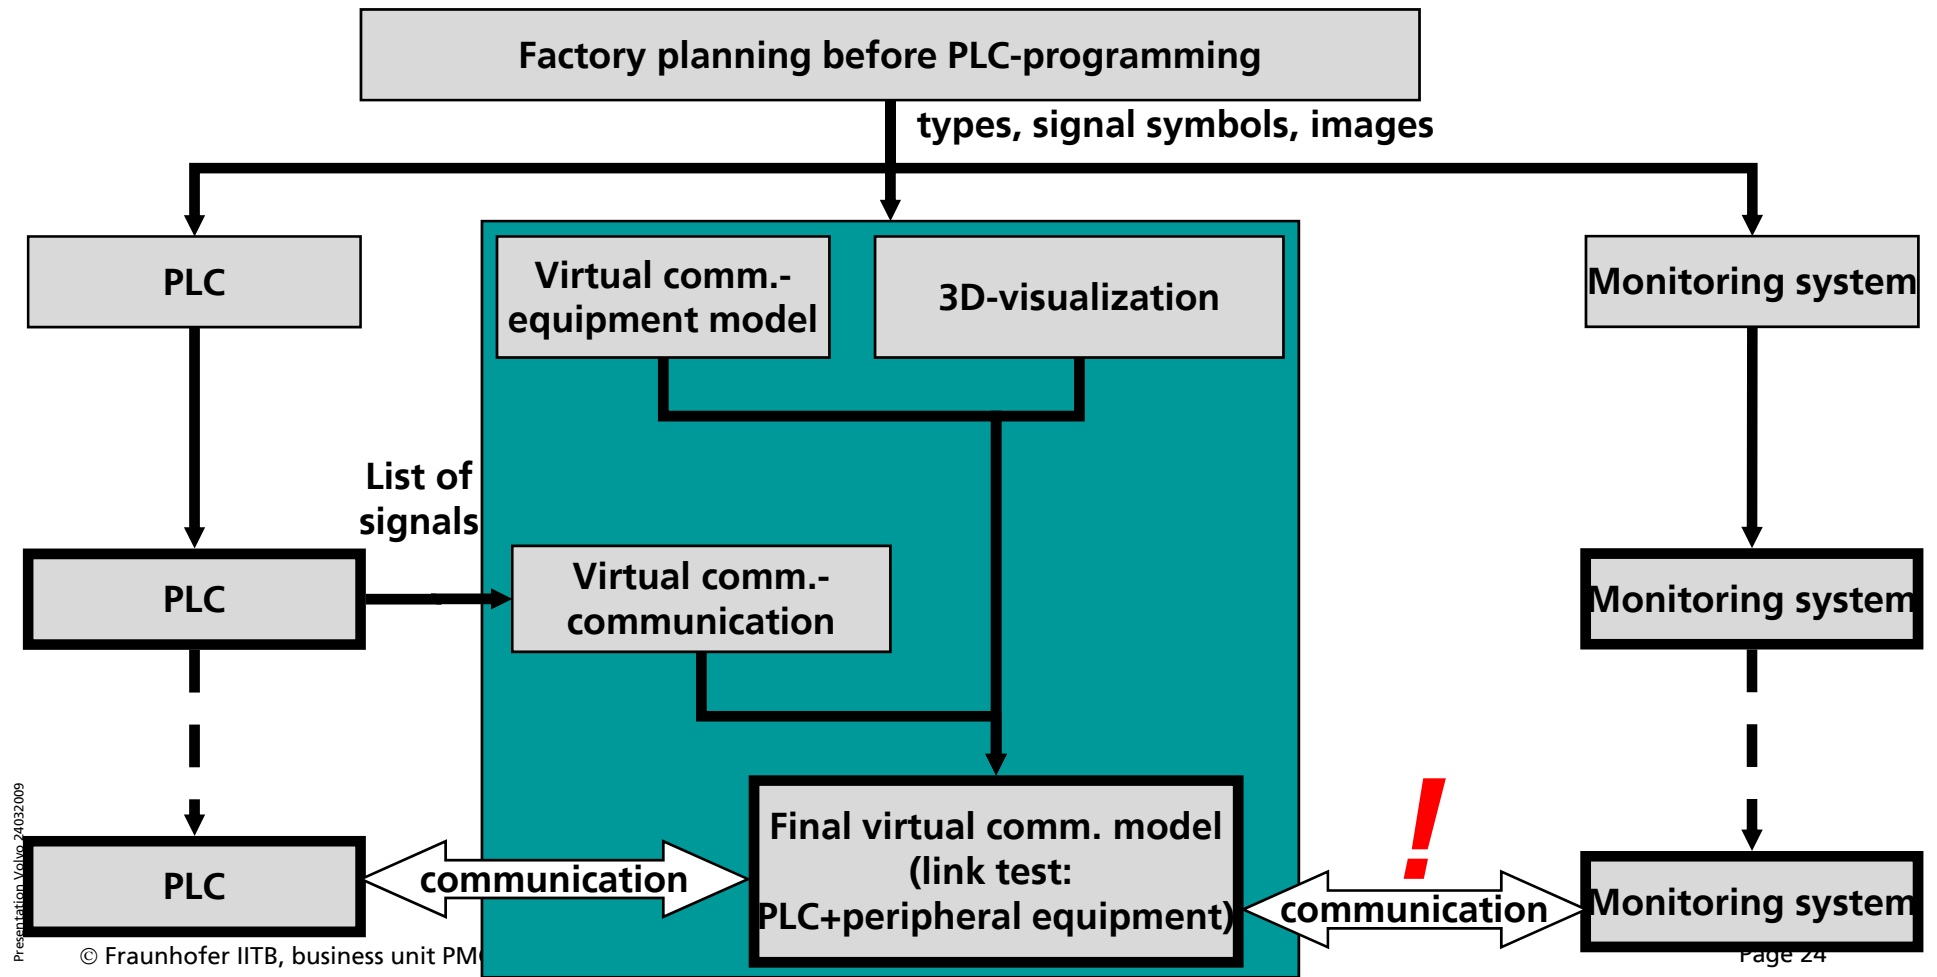 Factory planning before PLC-programming
types, signal symbols, images
PLC
Virtual comm.-
equipment model
3D-visualization
Monitoring system
List of
signals
PLC
Virtual comm.-
communication
Monitoring system
PLC
communication
Final virtual comm. model
(link test:
PLC+peripheral equipment)
!
communication
Monitoring system
Presentation Volvo 24032009
© Fraunhofer IITB, business unit
Page 24